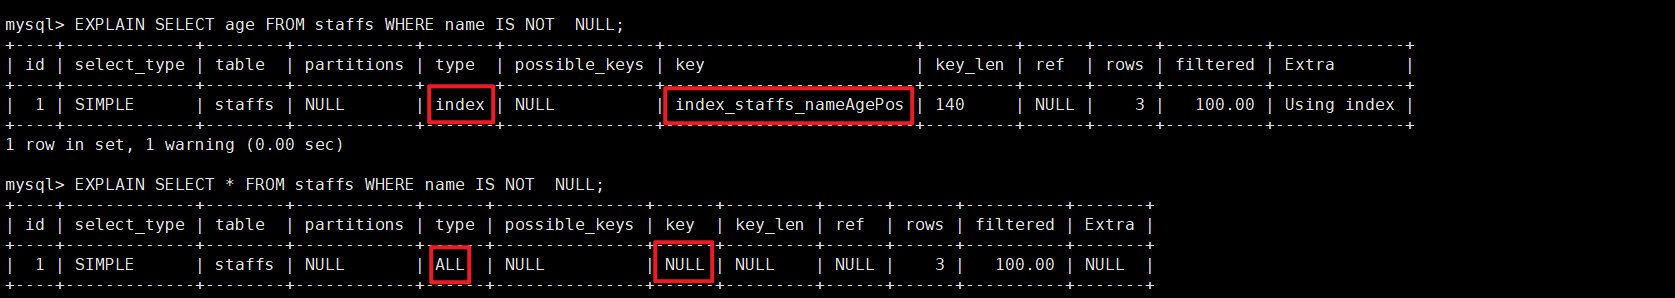 mysql> EXPLAIN SELECT age FROM staffs WHERE name IS NOT  NULL;
+----+-------------+--------+------------+-------+---------------+-------------------------+---------+------+------+----------+-------------+
| id | select_type | table  | partitions | type  | possible_keys | key                     | key_len | ref  | rows | filtered | Extra       |
+----+-------------+--------+------------+-------+---------------+-------------------------+---------+------+------+----------+-------------+
|  1 | SIMPLE      | staffs | NULL       | index | NULL          | index_staffs_nameAgePos | 140     | NULL |    3 |   100.00 | Using index |
+----+-------------+--------+------------+-------+---------------+-------------------------+---------+------+------+----------+-------------+
1 row in set, 1 warning (0.00 sec)
mysql> EXPLAIN SELECT * FROM staffs WHERE name IS NOT  NULL;
+----+-------------+--------+------------+------+---------------+------+---------+------+------+----------+-------+
| id | select_type | table  | partitions | type | possible_keys | key  | key_len | ref  | rows | filtered | Extra |
+----+-------------+--------+------------+------+---------------+------+---------+------+------+----------+-------+
|  1 | SIMPLE      | staffs | NULL       | ALL  | NULL          | NULL | NULL    | NULL |    3 |   100.00 | NULL  |
+----+-------------+--------+------------+------+---------------+------+---------+------+------+----------+-------+